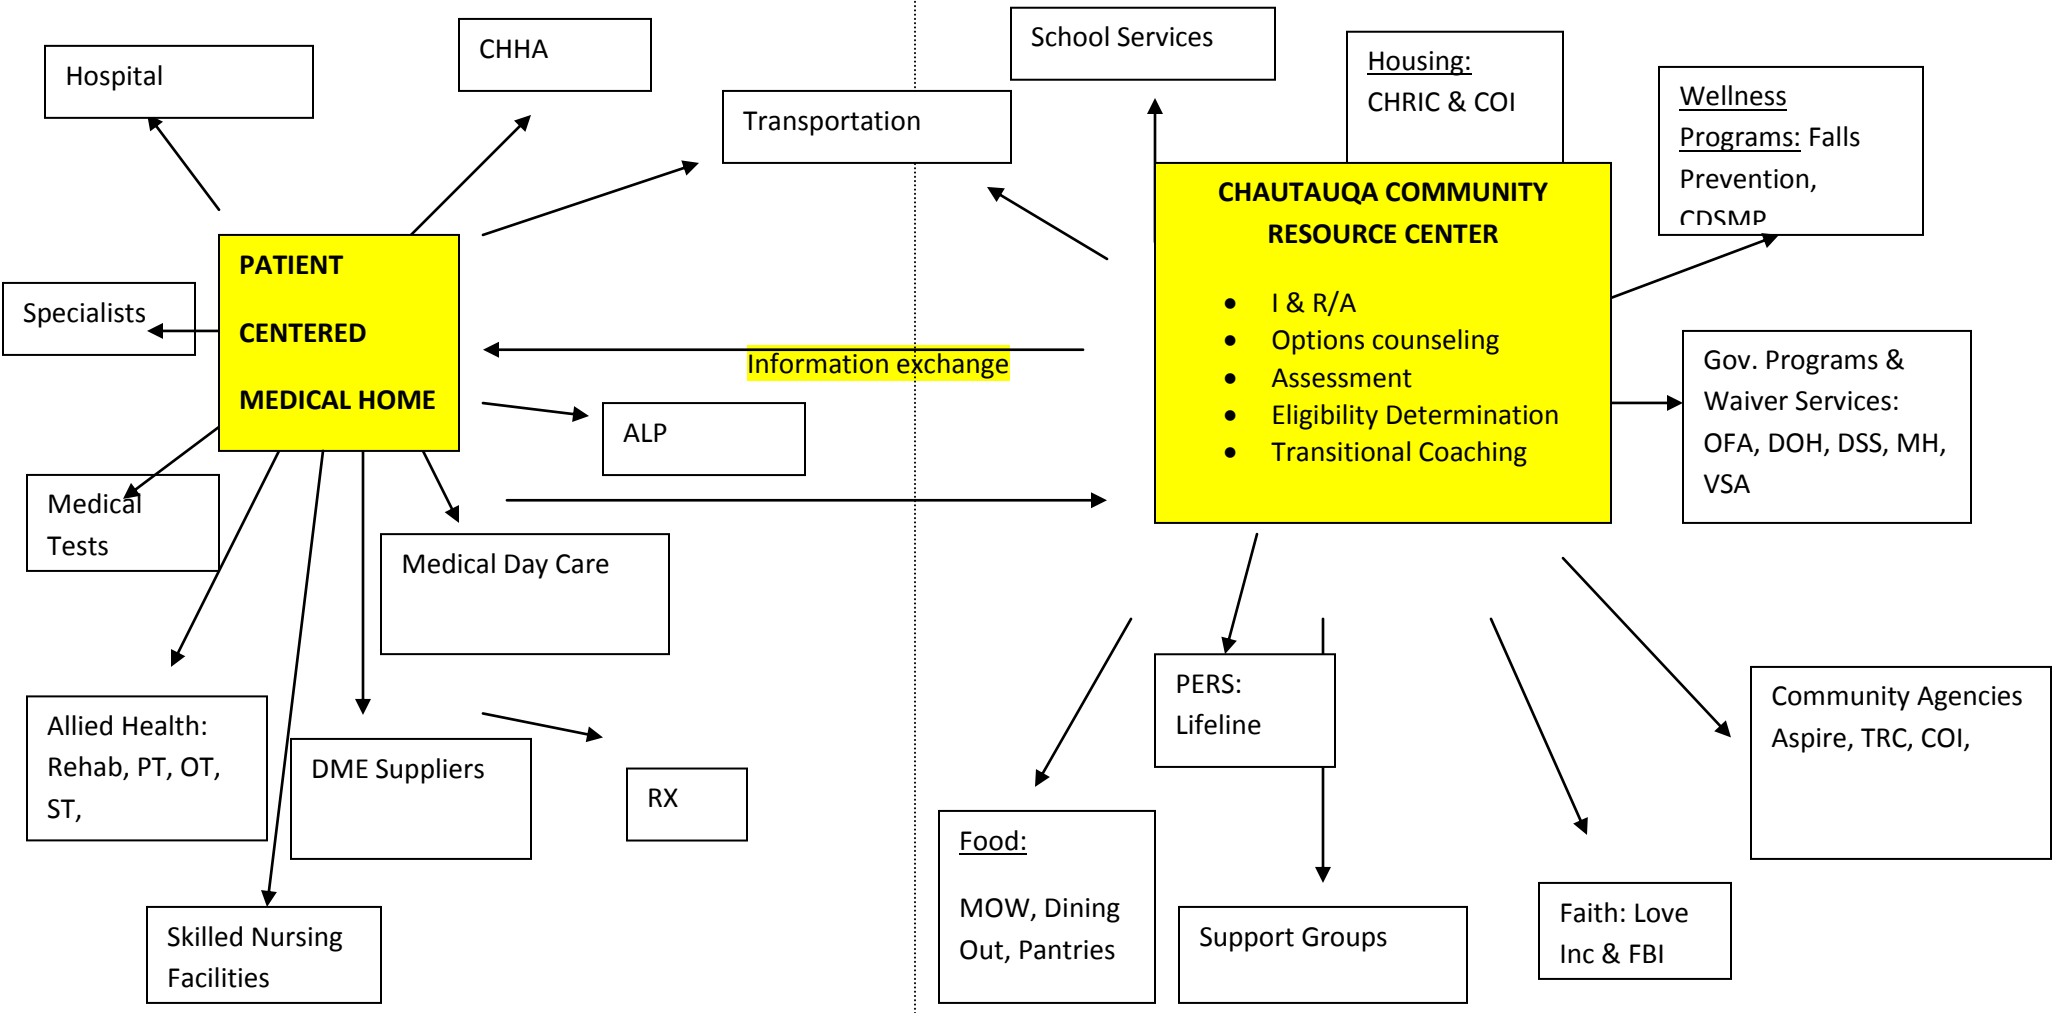 Hospital
CHHA
Transportation
School Services
Housing:
CHRIC & COI
Wellness
Programs: Falls
Prevention,
CDSMP
PATIENT
CENTERED
MEDICAL HOME
Specialists
Information exchange
ALP
CHAUTAUQA COMMUNITY
RESOURCE CENTER
• I & R/A
• Options counseling
• Assessment
• Eligibility Determination
• Transitional Coaching
Gov. Programs &
Waiver Services:
OFA, DOH, DSS, MH,
VSA
Medical
Tests
Medical Day Care
Allied Health:
Rehab, PT, OT,
ST,
DME Suppliers
RX
Skilled Nursing
Facilities
PERS:
Lifeline
Food:
MOW, Dining
Out, Pantries
Support Groups
Faith: Love
Inc & FBI
Community Agencies
Aspire, TRC, COI,